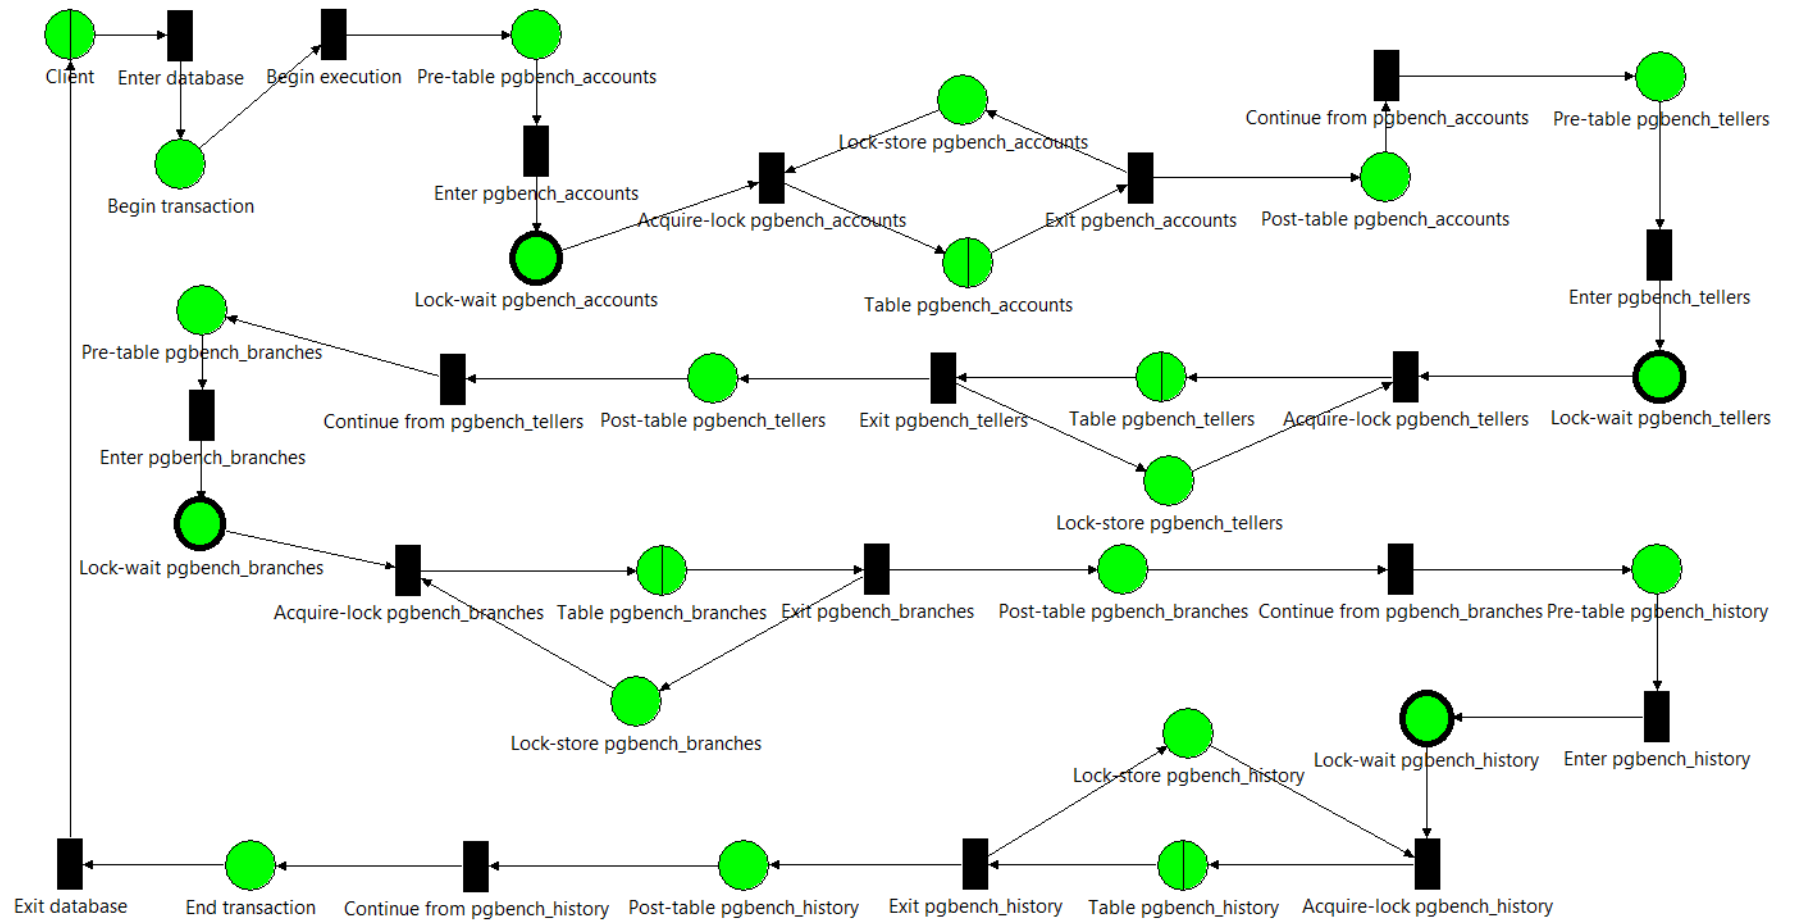 Client
Enter database
Begin execution
Pre-table pgbench_accounts
Lock-store pgbench_accounts
Continue from pgbench_accounts
Pre-table pgbench_tellers
Begin transaction
Enter pgbench_accounts
Acquire-lock pgbench_accounts
Exit pgbench_accounts
Post-table pgbench_accounts
Lock-wait pgbench_accounts
Table pgbench_accounts
Enter pgbench_tellers
Pre-table pgbench_branches
Continue from pgbench_tellers
Post-table pgbench_tellers
Exit pgbench_tellers
Table pgbench_tellers
Acquire-lock pgbench_tellers
Lock-wait pgbench_tellers
Enter pgbench_branches
Lock-store pgbench_tellers
Lock-wait pgbench_branches
Acquire-lock pgbench_branches
Table pgbench_branches
Exit pgbench_branches
Post-table pgbench_branches
Continue from pgbench_branches
Pre-table pgbench_history
Lock-store pgbench_branches
Lock-store pgbench_history
Lock-wait pgbench_history
Enter pgbench_history
Exit database
End transaction
Continue from pgbench_history
Post-table pgbench_history
Exit pgbench_history
Table pgbench_history
Acquire-lock pgbench_history